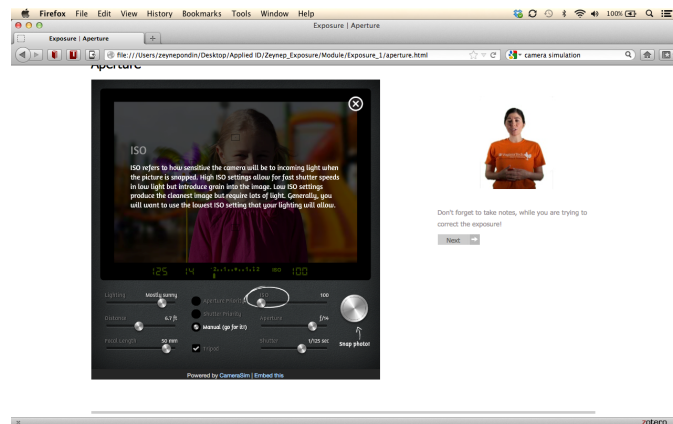 Firefox File Edit View History Bookmarks Tools Window Help 100%
Exposure | Aperture
Exposure | Aperture
file:///Users/zeynepondin/Desktop/Applied ID/Zeynep_Exposure/Module/Exposure_1/aperture.html camera simulation
Aperture
ISO
ISO refers to how sensitive the camera will be to incoming light when
the picture is snapped. High ISO settings allow for fast shutter speeds
in low light but introduce grain into the image. Low ISO settings
produce the cleanest image but require lots of light. Generally, you
will want to use the lowest ISO setting that your lighting will allow.
125 14 ISO 100
Lighting Mostly sunny
Distance 6.7 ft
Focal Length 50 mm
Aperture Priority
Shutter Priority
Manual (go for it!)
Tripod
ISO 100
Aperture f/14
Shutter 1/125 sec
Snap photo!
Powered by CameraSim | Embed this
Don't forget to take notes, while you are trying to
correct the exposure!
Next
zotero